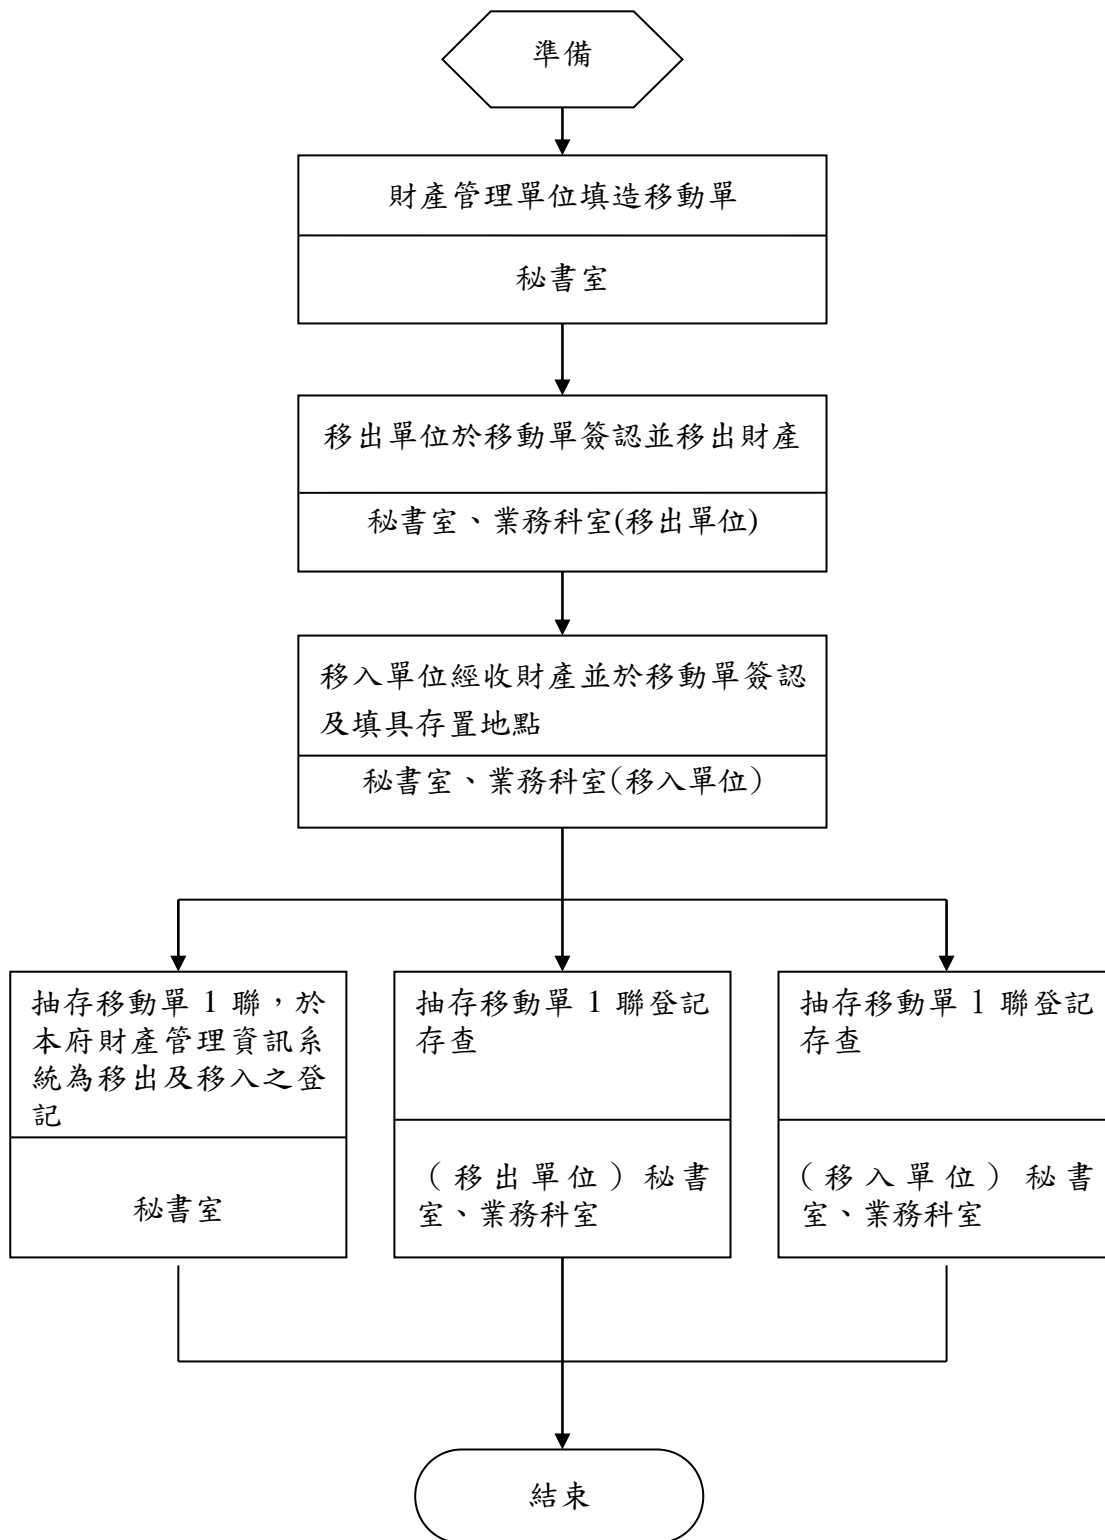 準備
財產管理單位填造移動單
秘書室
移出單位於移動單簽認並移出財產
秘書室、業務科室(移出單位)
移入單位經收財產並於移動單簽認
及填具存置地點
秘書室、業務科室(移入單位)
抽存移動單 1 聯，於
本府財產管理資訊系
統為移出及移入之登
記
秘書室
抽存移動單 1 聯登記
存查
（移出單位）秘書
室、業務科室
抽存移動單 1 聯登記
存查
（移入單位）秘書
室、業務科室
結束